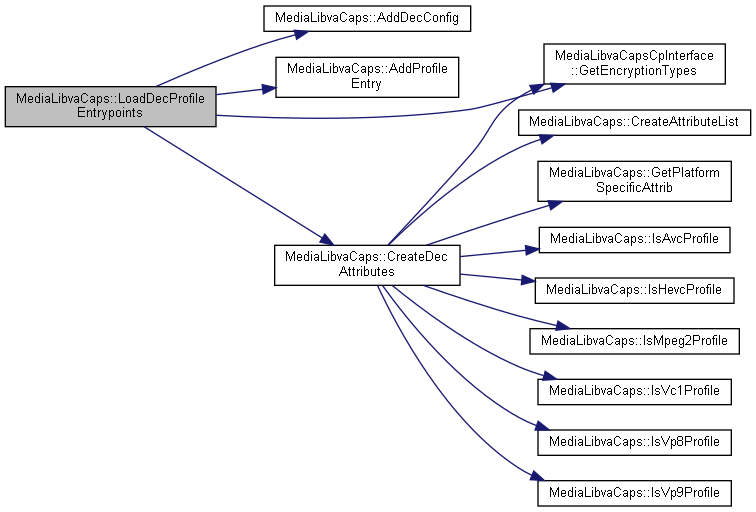 MediaLibvaCaps::AddDecConfig
MediaLibvaCaps::AddProfile
Entry
MediaLibvaCapsCpInterface
::GetEncryptionTypes
MediaLibvaCaps::LoadDecProfile
Entrypoints
MediaLibvaCaps::CreateAttributeList
MediaLibvaCaps::GetPlatform
SpecificAttrib
MediaLibvaCaps::IsAvcProfile
MediaLibvaCaps::CreateDec
Attributes
MediaLibvaCaps::IsHevcProfile
MediaLibvaCaps::IsMpeg2Profile
MediaLibvaCaps::IsVc1Profile
MediaLibvaCaps::IsVp8Profile
MediaLibvaCaps::IsVp9Profile